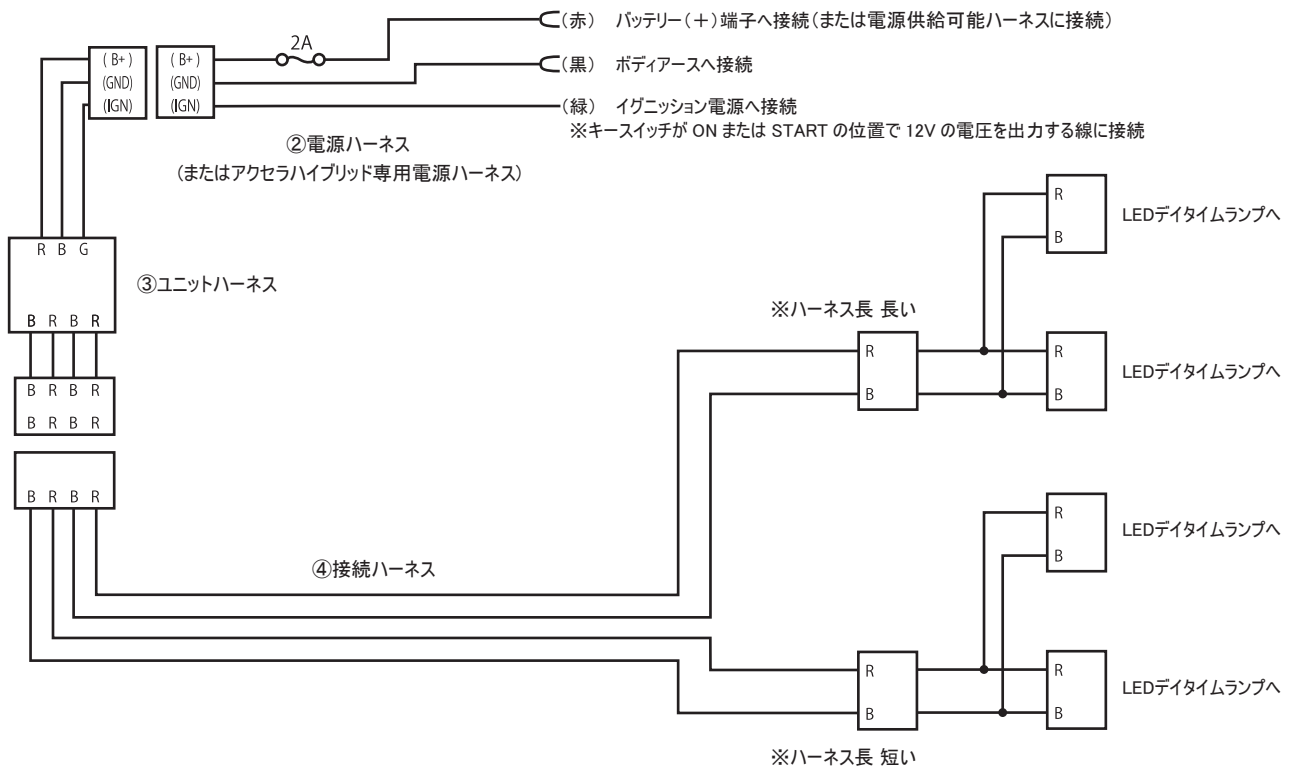 (赤) バッテリー(+)端子へ接続(または電源供給可能ハーネスに接続)
2A
(B+) (B+)
(黒) ボディアースへ接続
(GND) (GND)
(IGN) (IGN)
(緑) イグニッション電源へ接続
※キースイッチが ON または START の位置で 12V の電圧を出力する線に接続
②電源ハーネス
(またはアクセラハイブリッド専用電源ハーネス)
R
LEDデイタイムランプへ
B
R B G
③ユニットハーネス
B R B R
※ハーネス長 長い
R R
LEDデイタイムランプへ
B B
B R B R
B R B R
B R B R
R
LEDデイタイムランプへ
B
④接続ハーネス
R R
LEDデイタイムランプへ
B B
※ハーネス長 短い